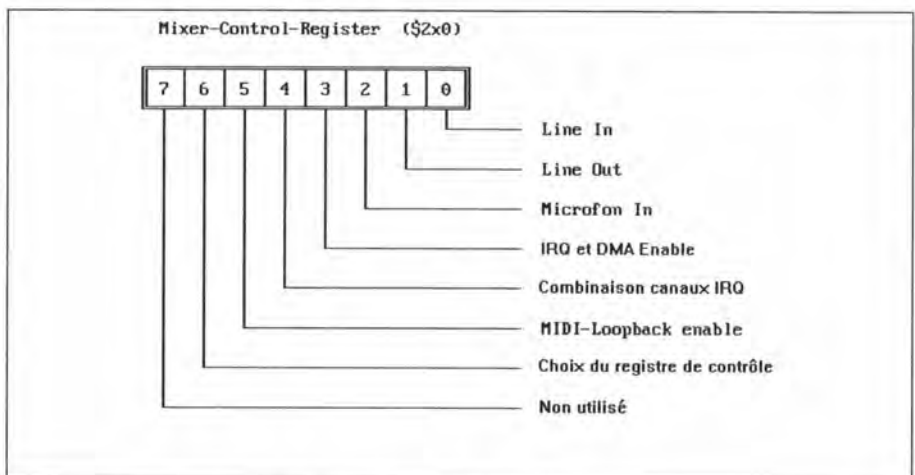 Mixer-Control-Register ($2x0)
7 6 5 4 3 2 1 0
Line In
Line Out
Microfon In
IRQ et DMA Enable
Combinaison canaux IRQ
MIDI-Loopback enable
Choix du registre de contrôle
Non utilisé